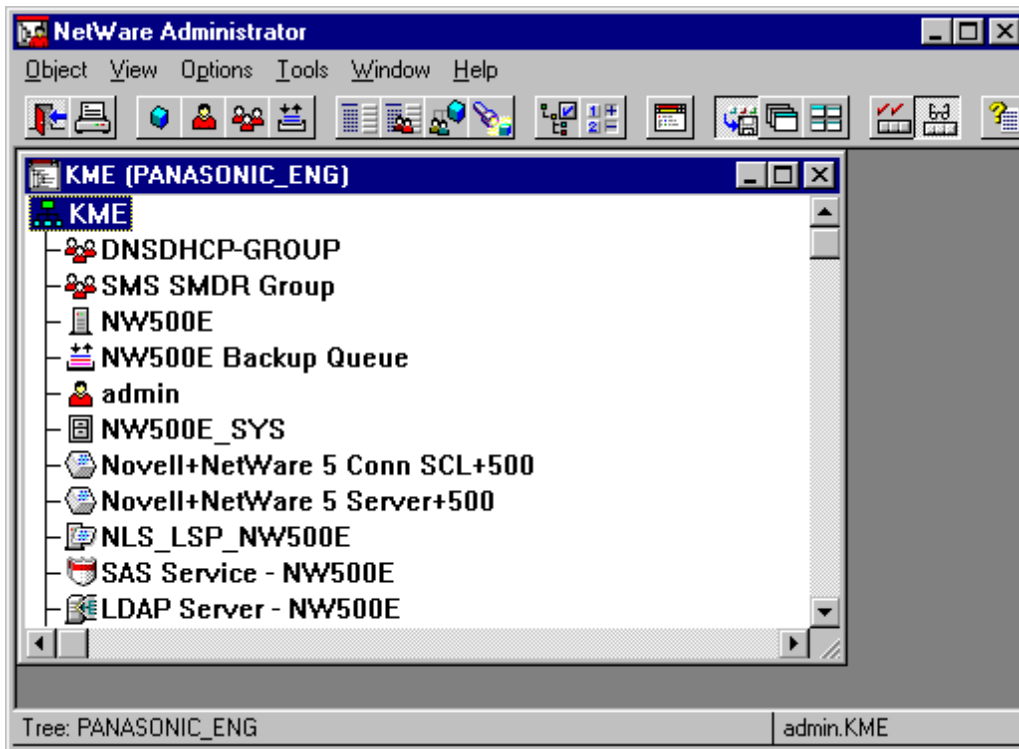 NetWare Administrator
Object View Options Tools Window Help
KME (PANASONIC_ENG)
KME
DNSDHCP-GROUP
SMS SMDR Group
NW500E
NW500E Backup Queue
admin
NW500E_SYS
Novell+NetWare 5 Conn SCL+500
Novell+NetWare 5 Server+500
NLS_LSP_NW500E
SAS Service - NW500E
LDAP Server - NW500E
Tree: PANASONIC_ENG admin.KME